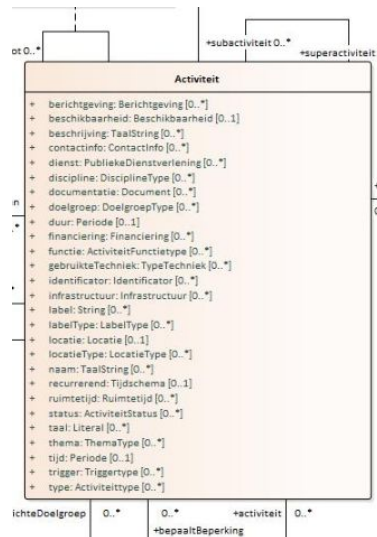 ot 0..*
+subactiviteit 0..*
+superactiviteit
Activiteit
+ berichtgeving: Berichtgeving [0..*]
+ beschikbaarheid: Beschikbaarheid [0..1]
+ beschrijving: TaalString [0..*]
+ contactinfo: ContactInfo [0..*]
+ dienst: PubliekeDienstverlening [0..*]
+ discipline: DisciplineType [0..*]
+ documentatie: Document [0..*]
+ doelgroep: DoelgroepType [0..*]
+ duur: Periode [0..1]
+ financiering: Financiering [0..*]
+ functie: ActiviteitFunctietype [0..*]
+ gebruikteTechniek: TypeTechniek [0..*]
+ identificator: Identificator [0..*]
+ infrastructuur: Infrastructuur [0..*]
+ label: String [0..*]
+ labelType: LabelType [0..*]
+ locatie: Locatie [0..1]
+ locatieType: LocatieType [0..*]
+ naam: TaalString [0..*]
+ recurrerend: Tijdschema [0..1]
+ ruimtetijd: Ruimtetijd [0..*]
+ status: ActiviteitStatus [0..*]
+ taal: Literal [0..*]
+ thema: ThemaType [0..*]
+ tijd: Periode [0..1]
+ trigger: Triggertype [0..*]
+ type: Activiteittype [0..*]
ichteDoelgroep 0..* 0..* +activiteit 0..*
+bepaaltBeperking